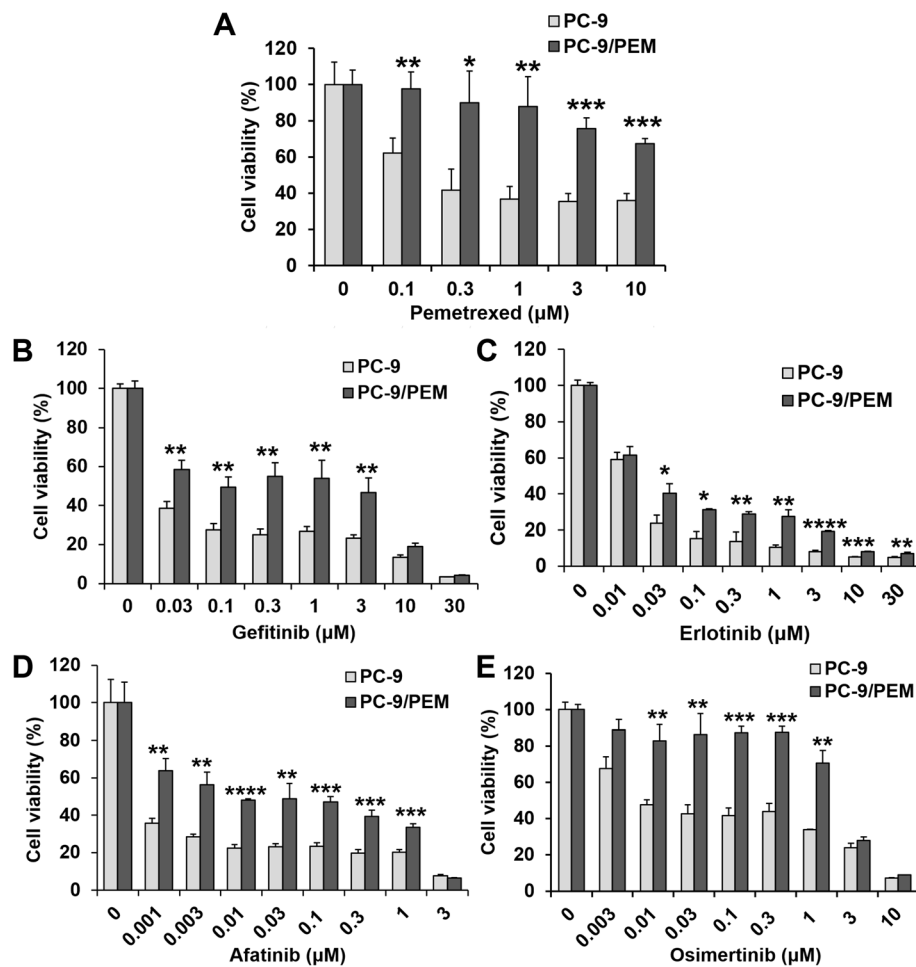 A
PC-9
PC-9/PEM
Cell viability (%)
120
100
80
60
40
20
0
** * ** *** ***
0 0.1 0.3 1 3 10
Pemetrexed (μM)
B
PC-9
PC-9/PEM
Cell viability (%)
120
100
80
60
40
20
0
** ** ** ** **
0 0.03 0.1 0.3 1 3 10 30
Gefitinib (μM)
C
PC-9
PC-9/PEM
Cell viability (%)
120
100
80
60
40
20
0
* * ** ** **** *** **
0 0.01 0.03 0.1 0.3 1 3 10 30
Erlotinib (μM)
D
PC-9
PC-9/PEM
Cell viability (%)
120
100
80
60
40
20
0
** ** **** ** *** *** ***
0 0.001 0.003 0.01 0.03 0.1 0.3 1 3
Afatinib (μM)
E
PC-9
PC-9/PEM
Cell viability (%)
120
100
80
60
40
20
0
** ** *** *** **
0 0.003 0.01 0.03 0.1 0.3 1 3 10
Osimertinib (μM)